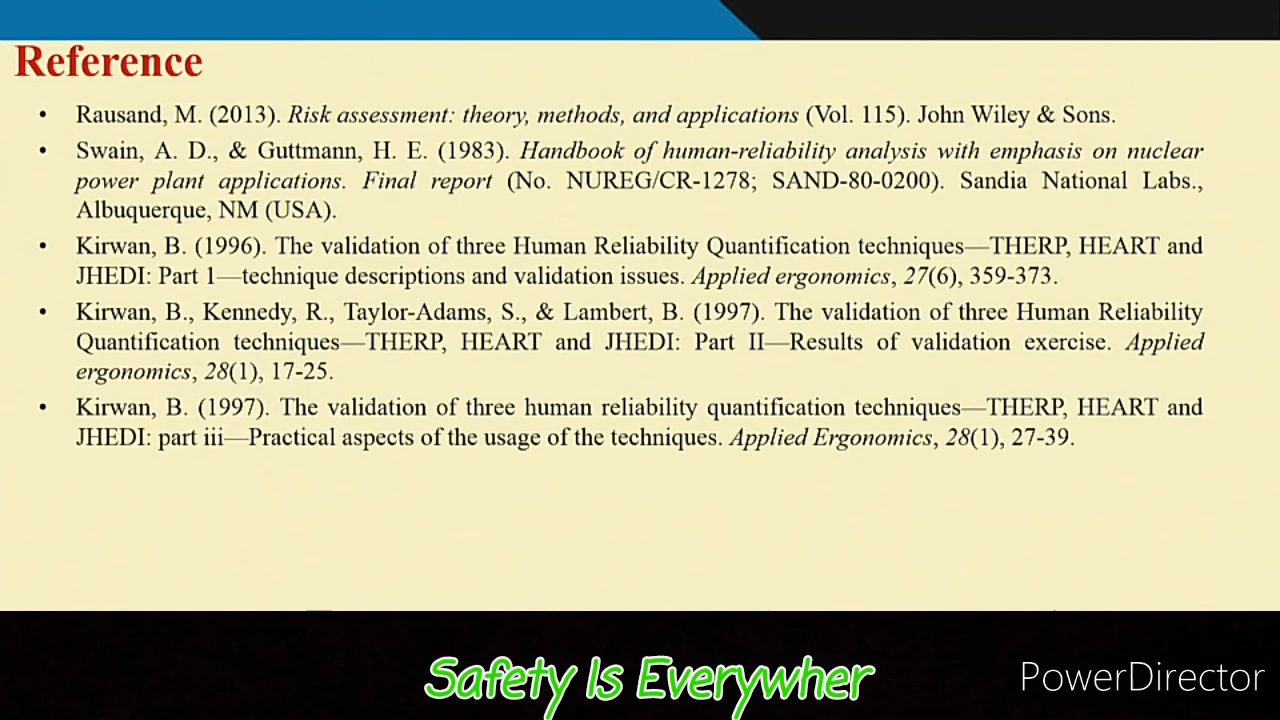 Reference
• Rausand, M. (2013). Risk assessment: theory, methods, and applications (Vol. 115). John Wiley & Sons.
• Swain, A. D., & Guttmann, H. E. (1983). Handbook of human-reliability analysis with emphasis on nuclear
power plant applications. Final report (No. NUREG/CR-1278; SAND-80-0200). Sandia National Labs.,
Albuquerque, NM (USA).
• Kirwan, B. (1996). The validation of three Human Reliability Quantification techniques—THERP, HEART and
JHEDI: Part 1—technique descriptions and validation issues. Applied ergonomics, 27(6), 359-373.
• Kirwan, B., Kennedy, R., Taylor-Adams, S., & Lambert, B. (1997). The validation of three Human Reliability
Quantification techniques—THERP, HEART and JHEDI: Part II—Results of validation exercise. Applied
ergonomics, 28(1), 17-25.
• Kirwan, B. (1997). The validation of three human reliability quantification techniques—THERP, HEART and
JHEDI: part iii—Practical aspects of the usage of the techniques. Applied Ergonomics, 28(1), 27-39.
Safety Is Everywher
PowerDirector